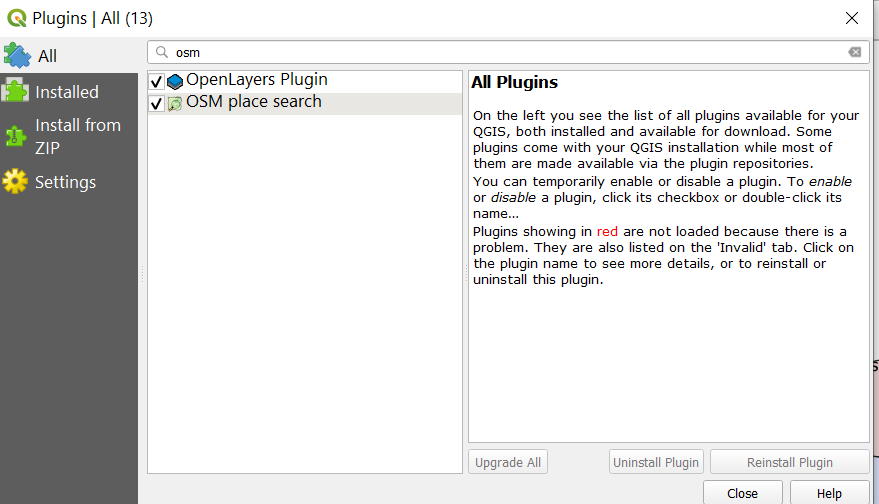 Plugins | All (13)
All
Installed
Install from
ZIP
Settings
osm
OpenLayers Plugin
OSM place search
All Plugins
On the left you see the list of all plugins available for your
QGIS, both installed and available for download. Some
plugins come with your QGIS installation while most of
them are made available via the plugin repositories.
You can temporarily enable or disable a plugin. To enable
or disable a plugin, click its checkbox or double-click its
name...
Plugins showing in red are not loaded because there is a
problem. They are also listed on the 'Invalid' tab. Click on
the plugin name to see more details, or to reinstall or
uninstall this plugin.
Upgrade All
Uninstall Plugin
Reinstall Plugin
Close
Help